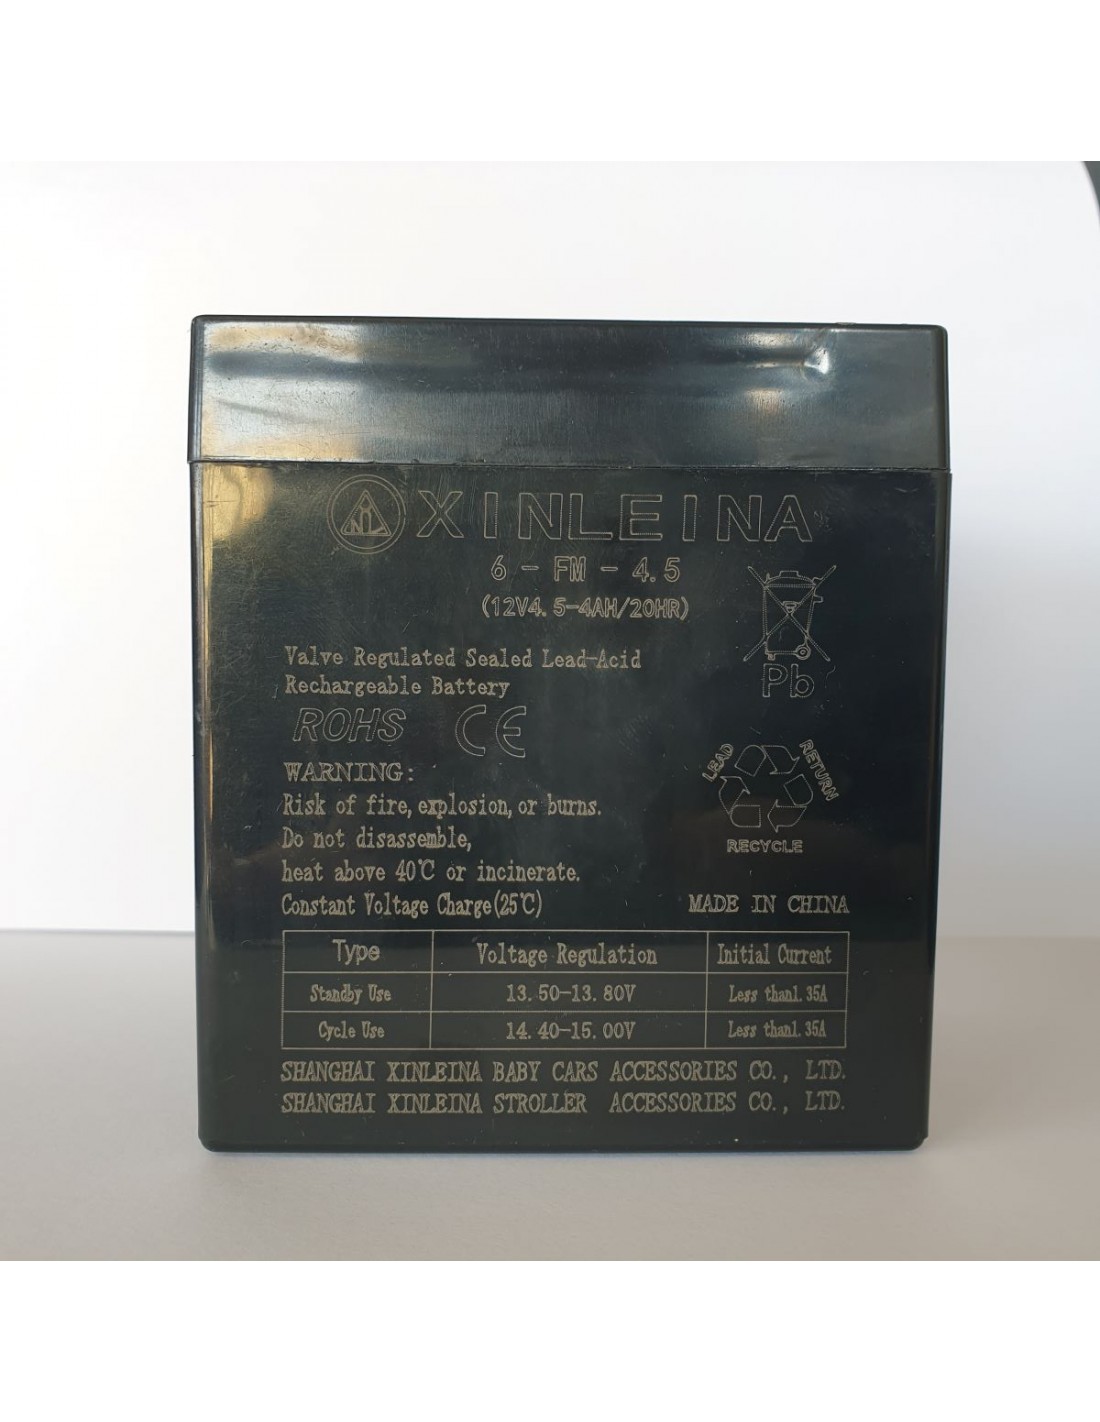 XINLEINA
6-FM-4.5
(12V4.5-4AH/20HR)
Valve Regulated Sealed Lead-Acid
Rechargeable Battery
Pb
ROHS CE
LEAD RETURN
RECYCLE
WARNING:
Risk of fire, explosion, or burns.
Do not disassemble,
heat above 40℃ or incinerate.
Constant Voltage Charge(25℃)
MADE IN CHINA
Type Voltage Regulation Initial Current
Standby Use 13.50-13.80V Less than1.35A
Cycle Use 14.40-15.00V Less than1.35A
SHANGHAI XINLEINA BABY CARS ACCESSORIES CO., LTD.
SHANGHAI XINLEINA STROLLER ACCESSORIES CO., LTD.